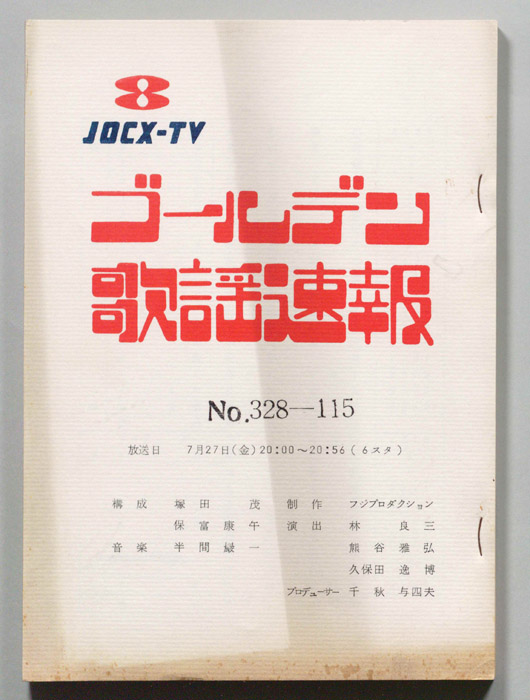 JOCX-TV
ゴールデン
歌謡速報
No.328—115
放送日 7月27日(金)20:00〜20:56(6スタ)
構成 塚田 茂 制作 フジプロダクション
保富康午 演出 林 良三
音楽 半間巖一 熊谷雅弘
久保田 逸博
プロデューサー 千秋 与四夫